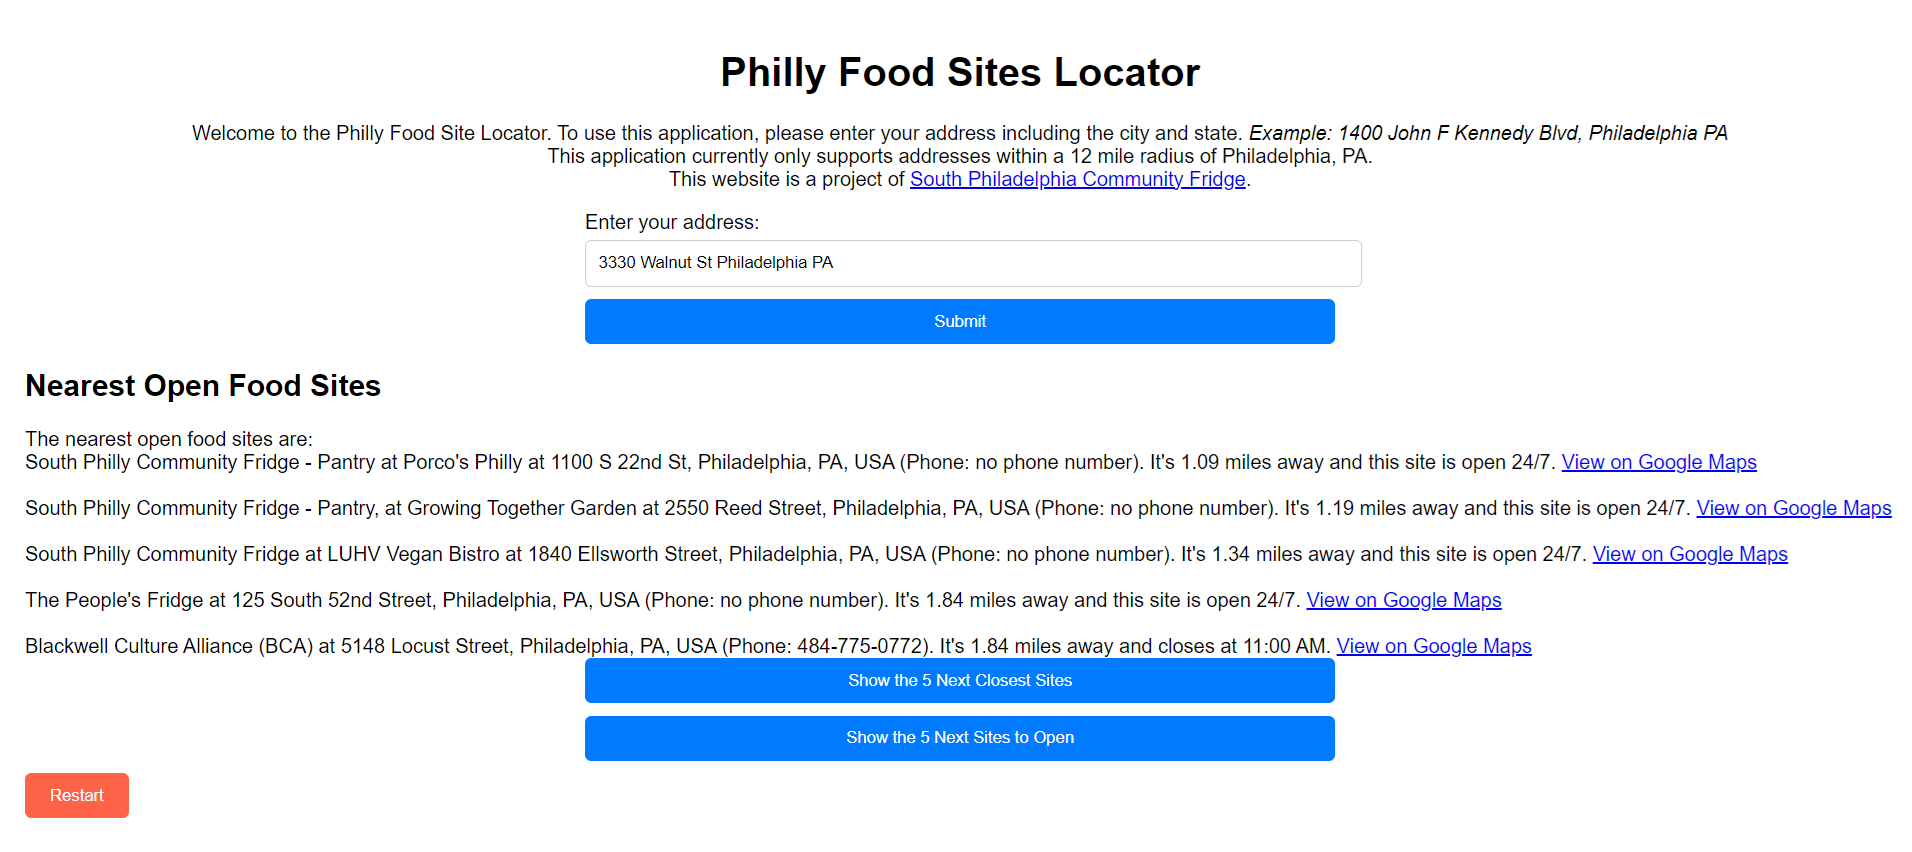 Philly Food Sites Locator
Welcome to the Philly Food Site Locator. To use this application, please enter your address including the city and state. Example: 1400 John F Kennedy Blvd, Philadelphia PA
This application currently only supports addresses within a 12 mile radius of Philadelphia, PA.
This website is a project of South Philadelphia Community Fridge.
Enter your address:
3330 Walnut St Philadelphia PA
Submit
Nearest Open Food Sites
The nearest open food sites are:
South Philly Community Fridge - Pantry at Porco's Philly at 1100 S 22nd St, Philadelphia, PA, USA (Phone: no phone number). It's 1.09 miles away and this site is open 24/7. View on Google Maps
South Philly Community Fridge - Pantry, at Growing Together Garden at 2550 Reed Street, Philadelphia, PA, USA (Phone: no phone number). It's 1.19 miles away and this site is open 24/7. View on Google Maps
South Philly Community Fridge at LUHV Vegan Bistro at 1840 Ellsworth Street, Philadelphia, PA, USA (Phone: no phone number). It's 1.34 miles away and this site is open 24/7. View on Google Maps
The People's Fridge at 125 South 52nd Street, Philadelphia, PA, USA (Phone: no phone number). It's 1.84 miles away and this site is open 24/7. View on Google Maps
Blackwell Culture Alliance (BCA) at 5148 Locust Street, Philadelphia, PA, USA (Phone: 484-775-0772). It's 1.84 miles away and closes at 11:00 AM. View on Google Maps
Show the 5 Next Closest Sites
Show the 5 Next Sites to Open
Restart